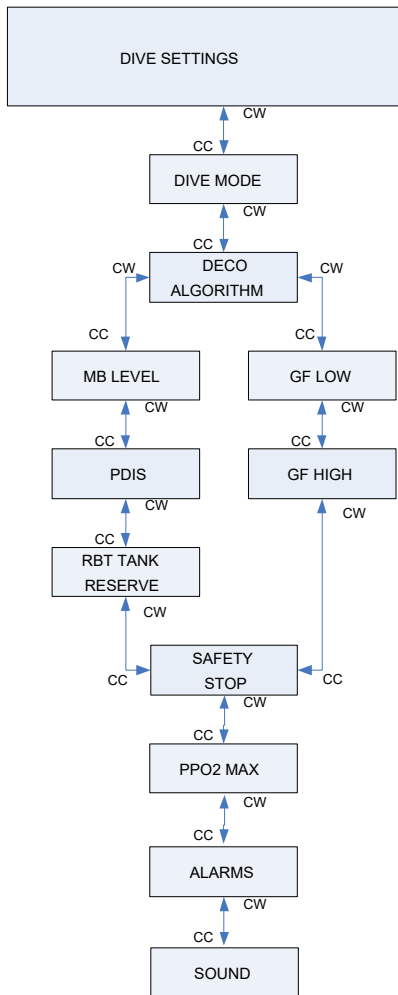 DIVE SETTINGS
CW
CC
DIVE MODE
CW
CC
DECO
ALGORITHM
CW
CW
CC
CC
MB LEVEL
GF LOW
CW
CW
CC
CC
PDIS
GF HIGH
CW
CW
CC
RBT TANK
RESERVE
CW
CC
SAFETY
STOP
CC
CW
CC
PPO2 MAX
CW
CC
ALARMS
CW
CC
SOUND